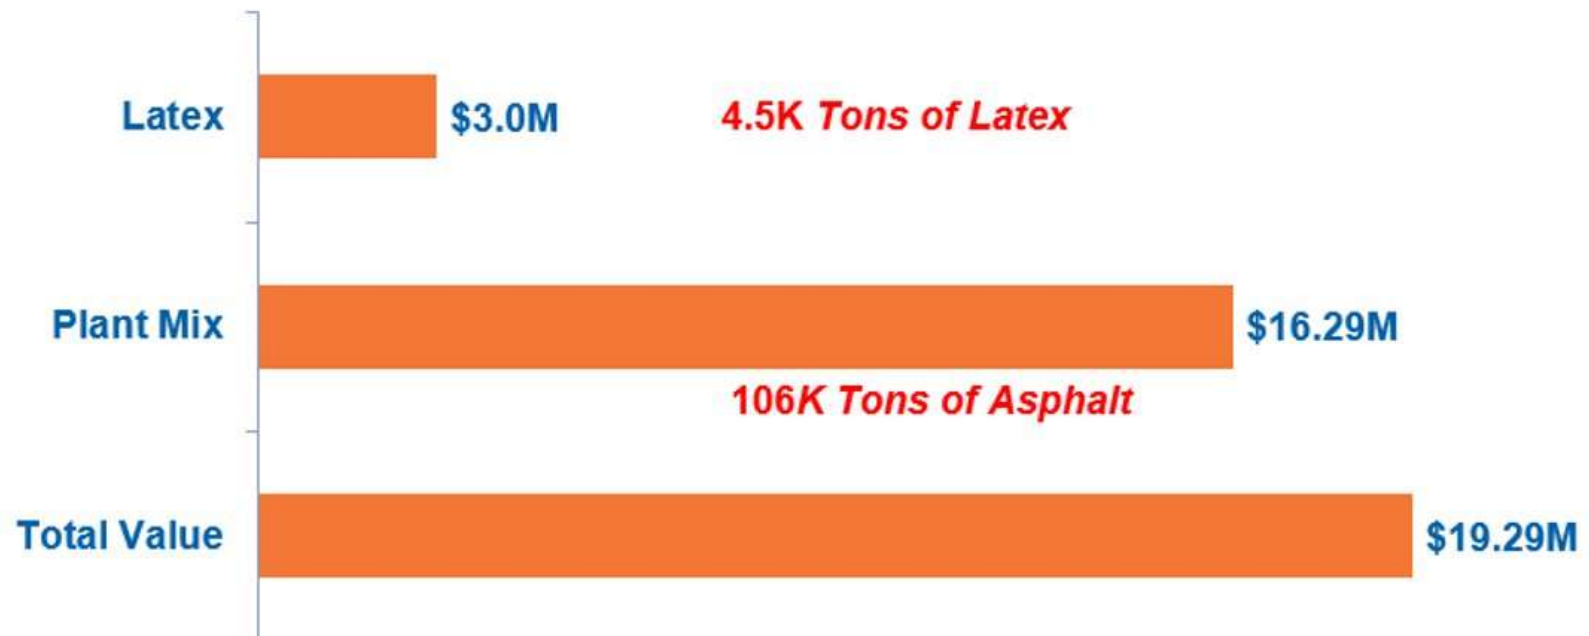 Latex $3.0M 4.5K Tons of Latex
Plant Mix $16.29M
106K Tons of Asphalt
Total Value $19.29M